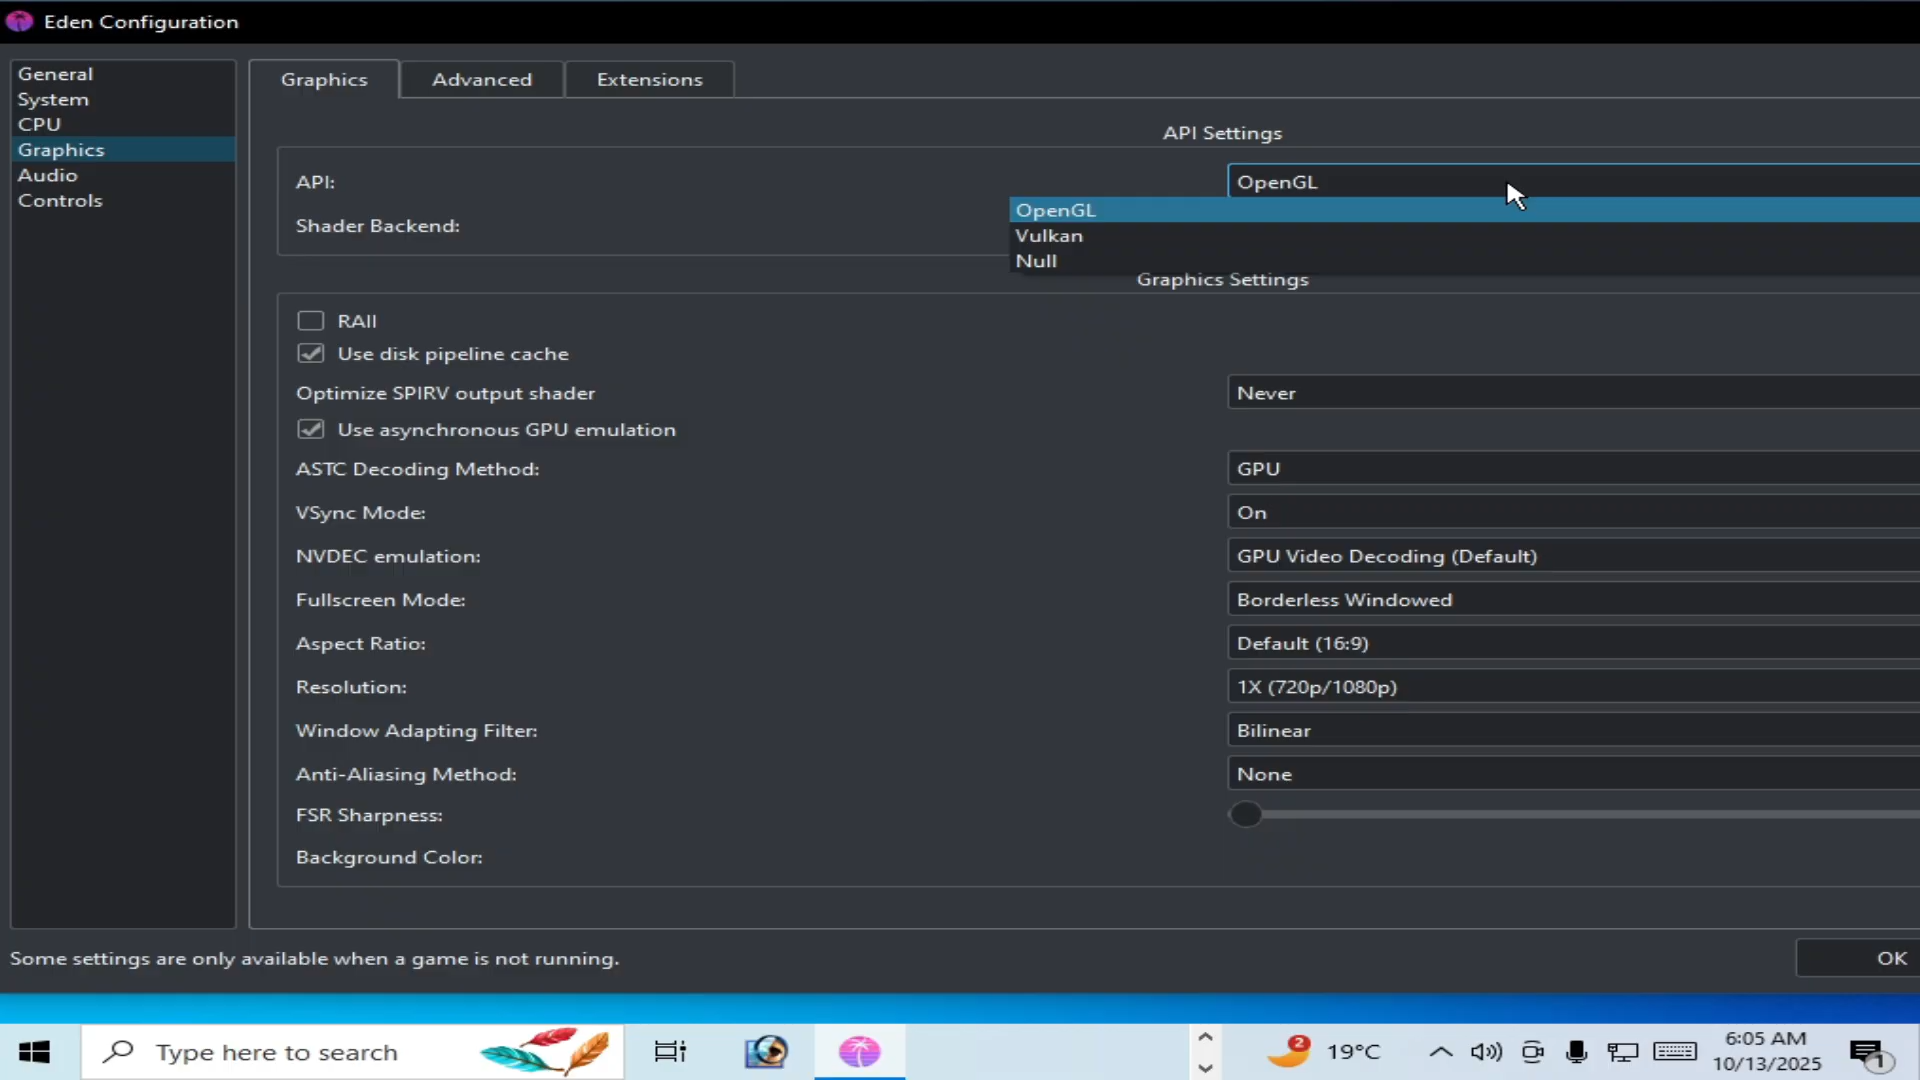 Eden Configuration
General
System
CPU
Graphics
Audio
Controls
Graphics
Advanced
Extensions
API Settings
API:
OpenGL
Shader Backend:
OpenGL
Vulkan
Null
Graphics Settings
RAII
Use disk pipeline cache
Optimize SPIRV output shader
Never
Use asynchronous GPU emulation
ASTC Decoding Method:
GPU
VSync Mode:
On
NVDEC emulation:
GPU Video Decoding (Default)
Fullscreen Mode:
Borderless Windowed
Aspect Ratio:
Default (16:9)
Resolution:
1X (720p/1080p)
Window Adapting Filter:
Bilinear
Anti-Aliasing Method:
None
FSR Sharpness:
Background Color:
Some settings are only available when a game is not running.
OK
Type here to search
2
19°C
6:05 AM
10/13/2025
1